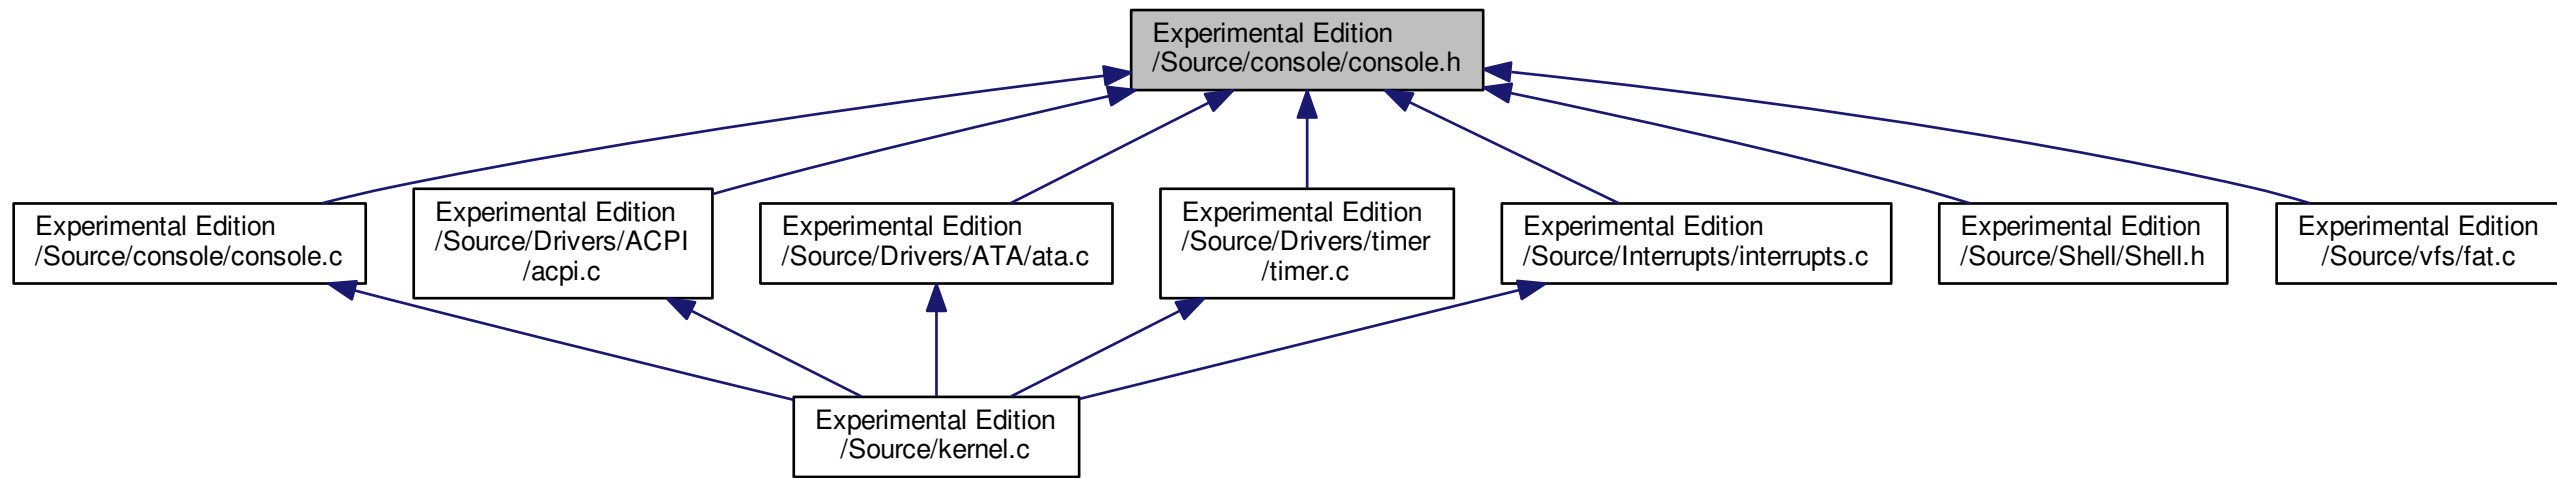 Experimental Edition
/Source/console/console.h
Experimental Edition
/Source/console/console.c
Experimental Edition
/Source/Drivers/ACPI
/acpi.c
Experimental Edition
/Source/Drivers/ATA/ata.c
Experimental Edition
/Source/Drivers/timer
/timer.c
Experimental Edition
/Source/Interrupts/interrupts.c
Experimental Edition
/Source/Shell/Shell.h
Experimental Edition
/Source/vfs/fat.c
Experimental Edition
/Source/kernel.c